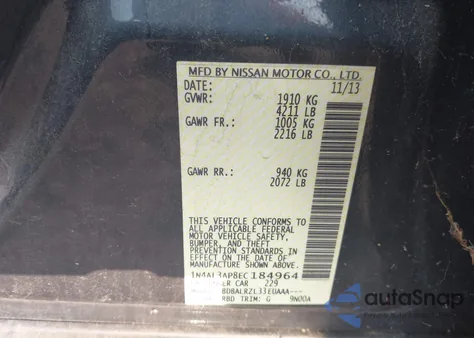 MFD BY NISSAN MOTOR CO., LTD.
DATE: 11/13
GVWR: 1910 KG
4211 LB
GAWR FR.: 1005 KG
2216 LB
GAWR RR.: 940 KG
2072 LB
THIS VEHICLE CONFORMS TO
ALL APPLICABLE FEDERAL
MOTOR VEHICLE SAFETY,
BUMPER, AND THEFT
PREVENTION STANDARDS IN
EFFECT ON THE DATE OF
MANUFACTURE SHOWN ABOVE.
1N4AL3AP8EC184964
CAR 229
BDBALRZL33EUAAA-
TRIM: G
autoSnap